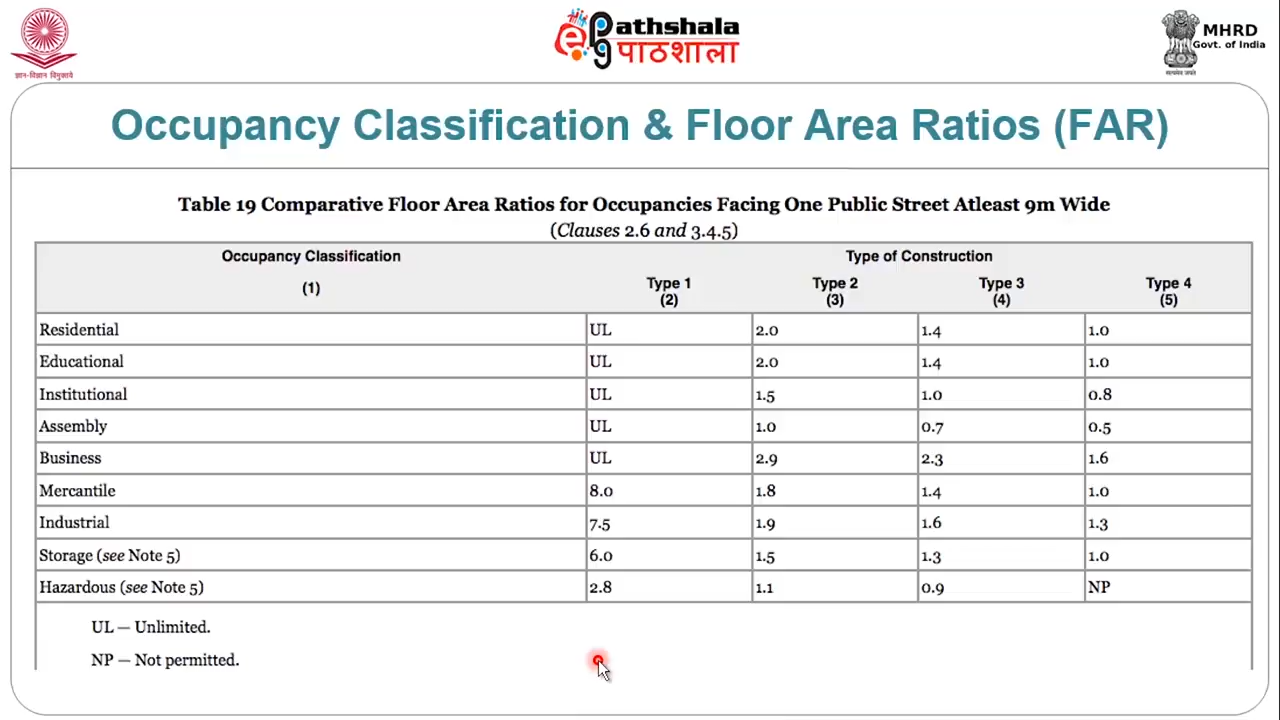 ज्ञान-विज्ञान विमुक्तये
ePathshala
पाठशाला
MHRD
Govt. of India
सत्यमेव जयते
Occupancy Classification & Floor Area Ratios (FAR)
Table 19 Comparative Floor Area Ratios for Occupancies Facing One Public Street Atleast 9m Wide
(Clauses 2.6 and 3.4.5)
Occupancy Classification Type of Construction
(1) Type 1 Type 2 Type 3 Type 4
(2) (3) (4) (5)
Residential UL 2.0 1.4 1.0
Educational UL 2.0 1.4 1.0
Institutional UL 1.5 1.0 0.8
Assembly UL 1.0 0.7 0.5
Business UL 2.9 2.3 1.6
Mercantile 8.0 1.8 1.4 1.0
Industrial 7.5 1.9 1.6 1.3
Storage (see Note 5) 6.0 1.5 1.3 1.0
Hazardous (see Note 5) 2.8 1.1 0.9 NP
UL — Unlimited.
NP — Not permitted.